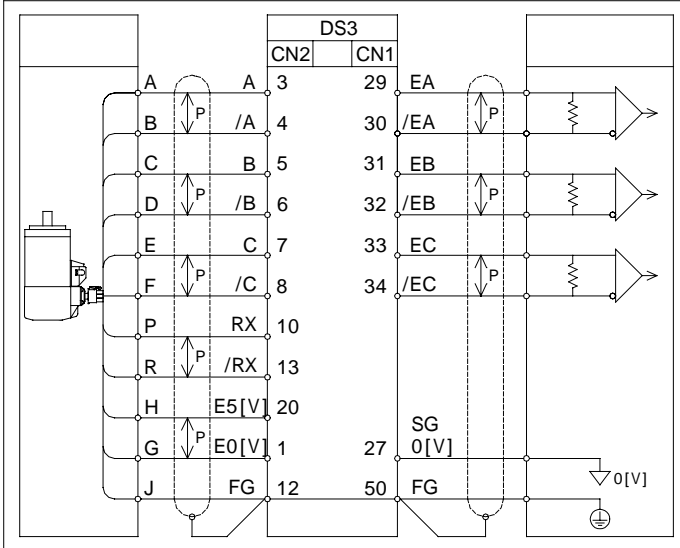 DS3
CN2 CN1
A A 3 29 EA
P P
B /A 4 30 /EA
C B 5 31 EB
P P
D /B 6 32 /EB
E C 7 33 EC
P P
F /C 8 34 /EC
P RX 10
P
R /RX 13
H E5[V] 20
SG
P
G E0[V] 1 27 0[V]
0[V]
J FG 12 50 FG